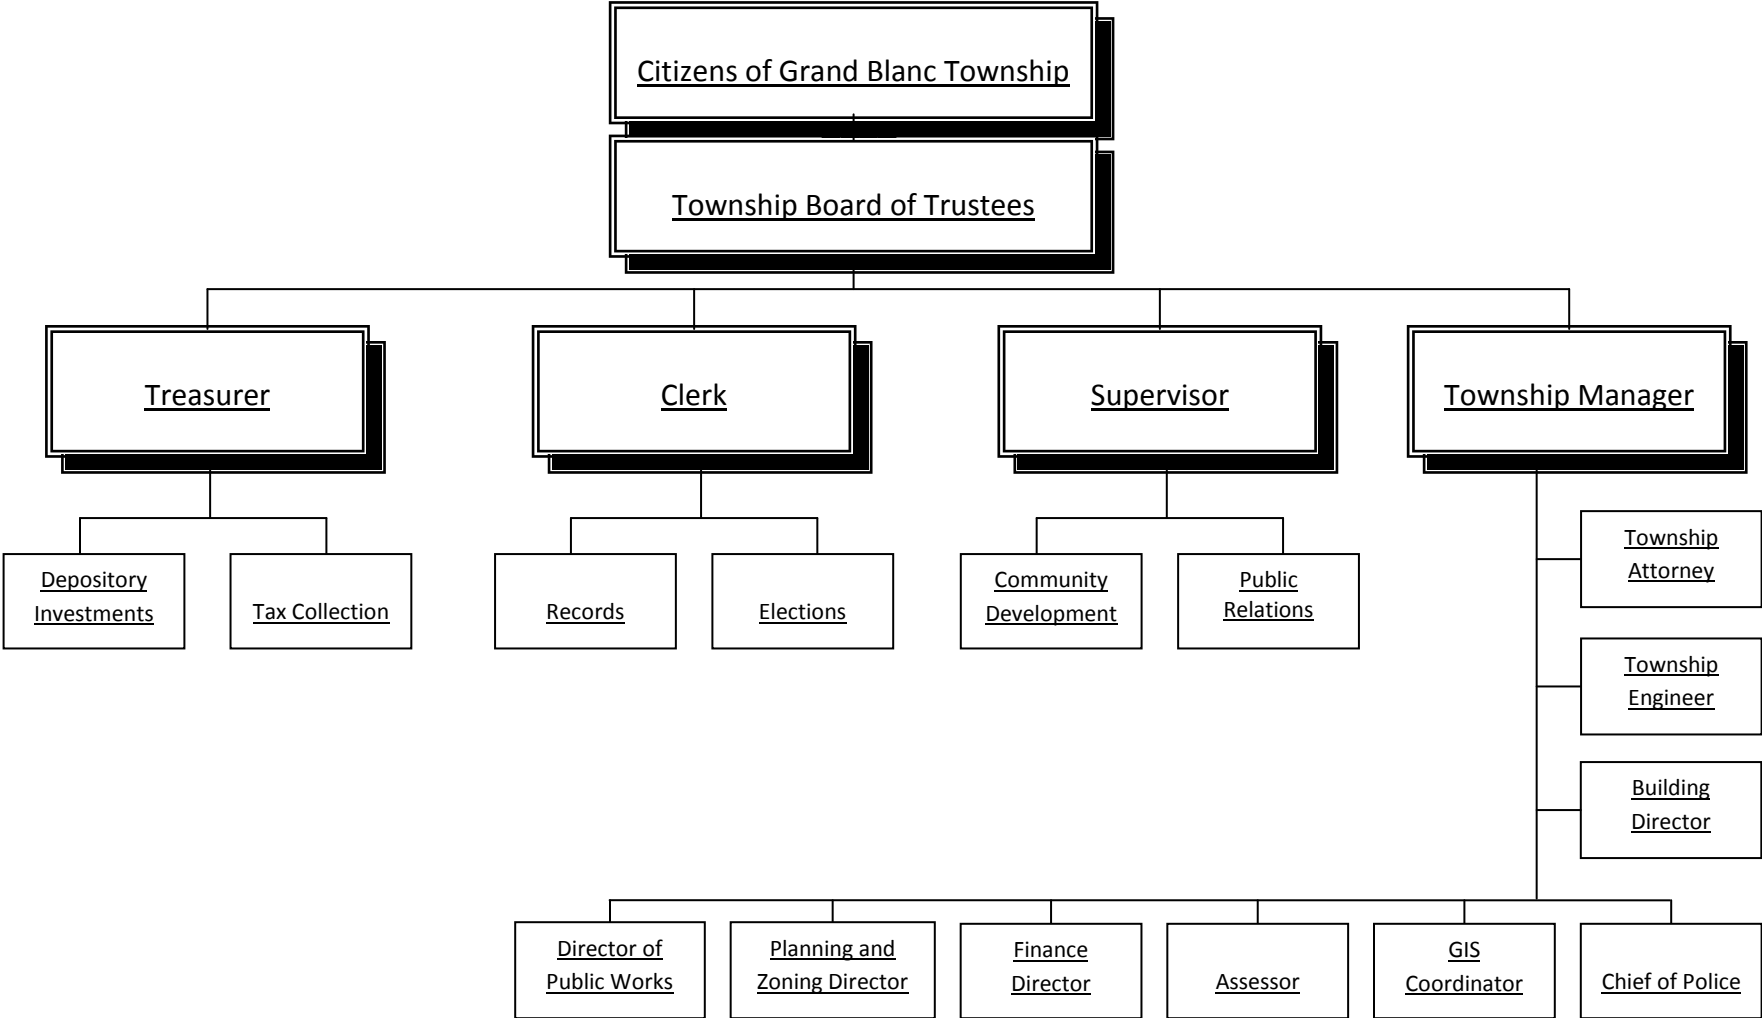 Citizens of Grand Blanc Township
Township Board of Trustees
Treasurer
Clerk
Supervisor
Township Manager
Depository
Investments
Tax Collection
Records
Elections
Community
Development
Public
Relations
Township
Attorney
Township
Engineer
Building
Director
Director of
Public Works
Planning and
Zoning Director
Finance
Director
Assessor
GIS
Coordinator
Chief of Police